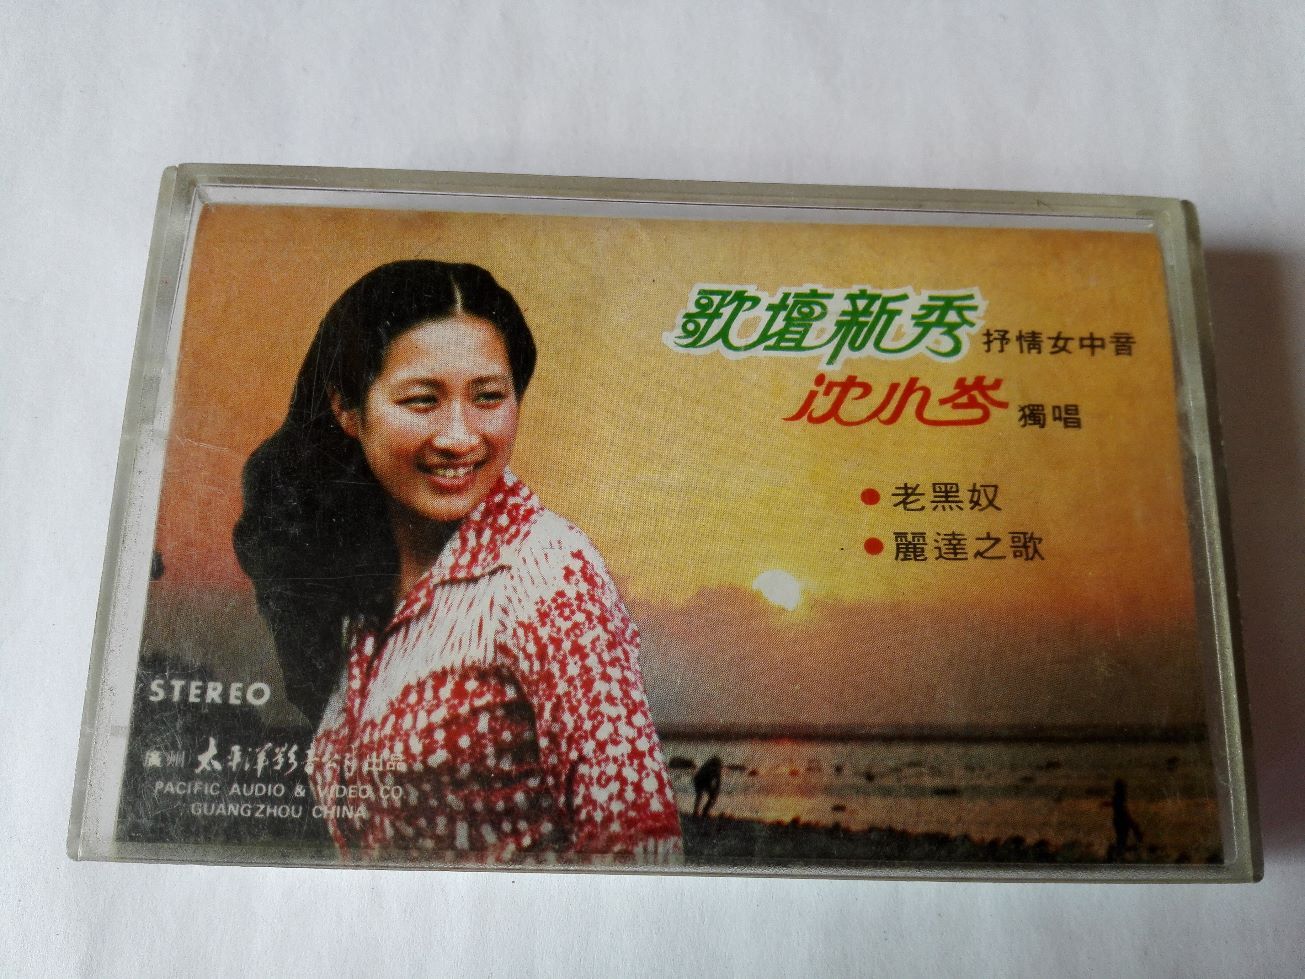 歌壇新秀 抒情女中音
沈小岑 獨唱
● 老黑奴
● 麗達之歌
STEREO
廣州 太平洋影音公司出品
PACIFIC AUDIO & VIDEO CO
GUANGZHOU CHINA